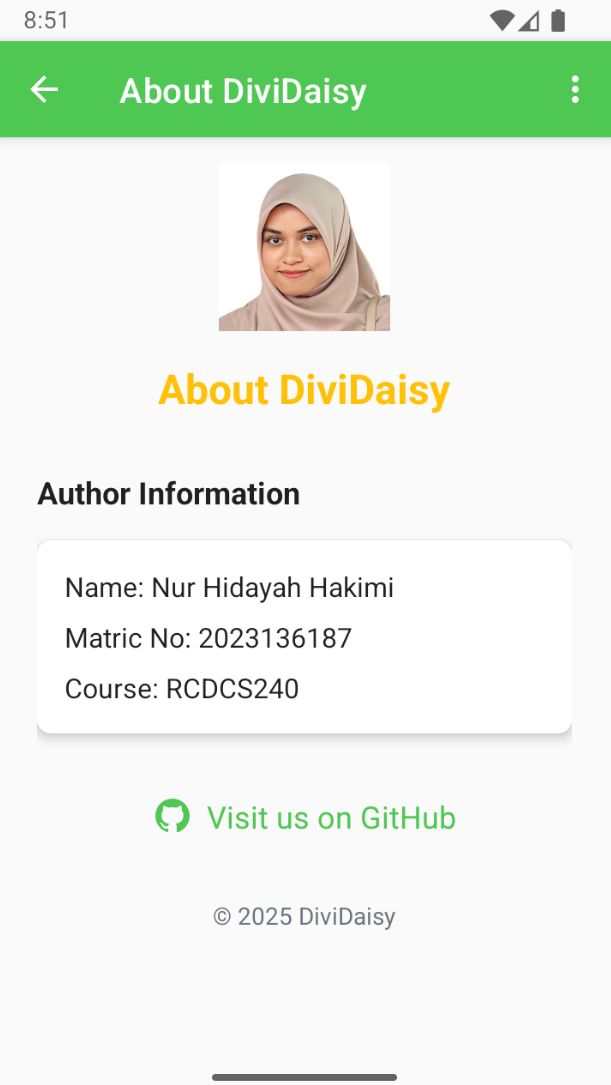 8:51
About DiviDaisy
About DiviDaisy
Author Information
Name: Nur Hidayah Hakimi
Matric No: 2023136187
Course: RCDCS240
Visit us on GitHub
© 2025 DiviDaisy